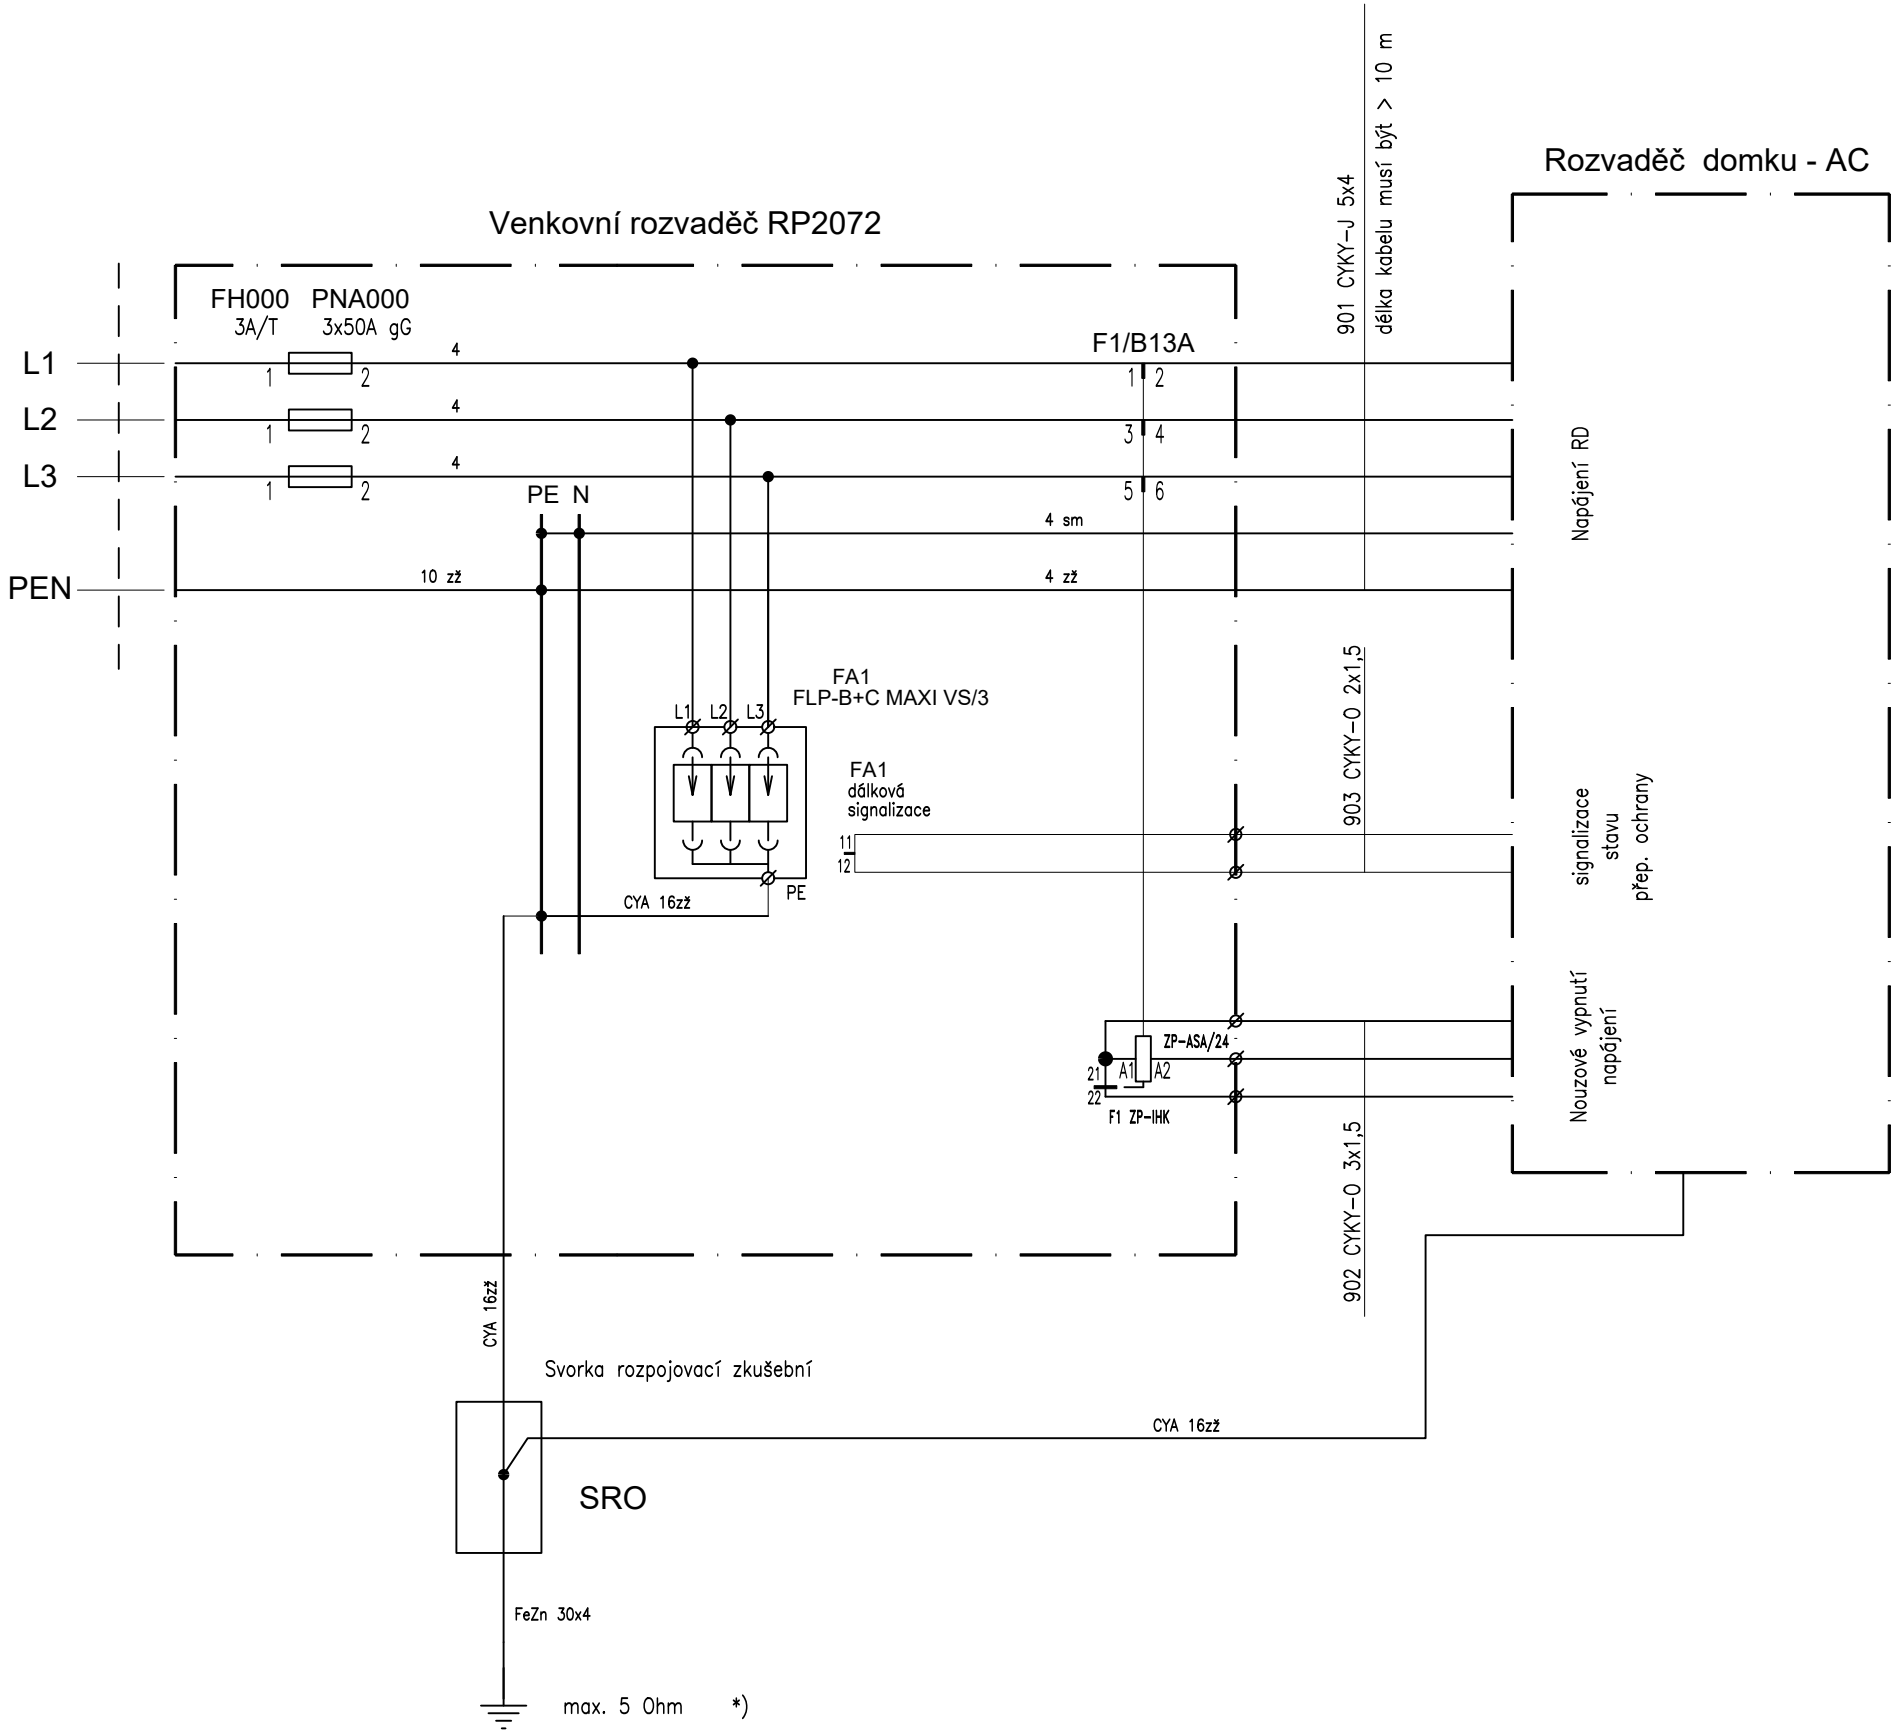 Rozvaděč domku - AC
Venkovní rozvaděč RP2072
901 CYKY-J 5x4
délka kabelu musí být > 10 m
FH000 PNA000
3A/T 3x50A gG
F1/B13A
L1
1 2
4
1 2
L2
1 2
4
3 4
L3
1 2
4
5 6
PE N
4 sm
PEN
10 zž
4 zž
Napájení RD
FA1
FLP-B+C MAXI VS/3
L1 L2 L3
PE
CYA 16zž
FA1
dálková
signalizace
11
12
903 CYKY-O 2x1,5
signalizace
stavu
přep. ochrany
ZP-ASA/24
21
A1 A2
22
F1 ZP-IHK
902 CYKY-O 3x1,5
Nouzové vypnutí
napájení
CYA 16zž
Svorka rozpojovací zkušební
CYA 16zž
SRO
FeZn 30x4
max. 5 Ohm *)